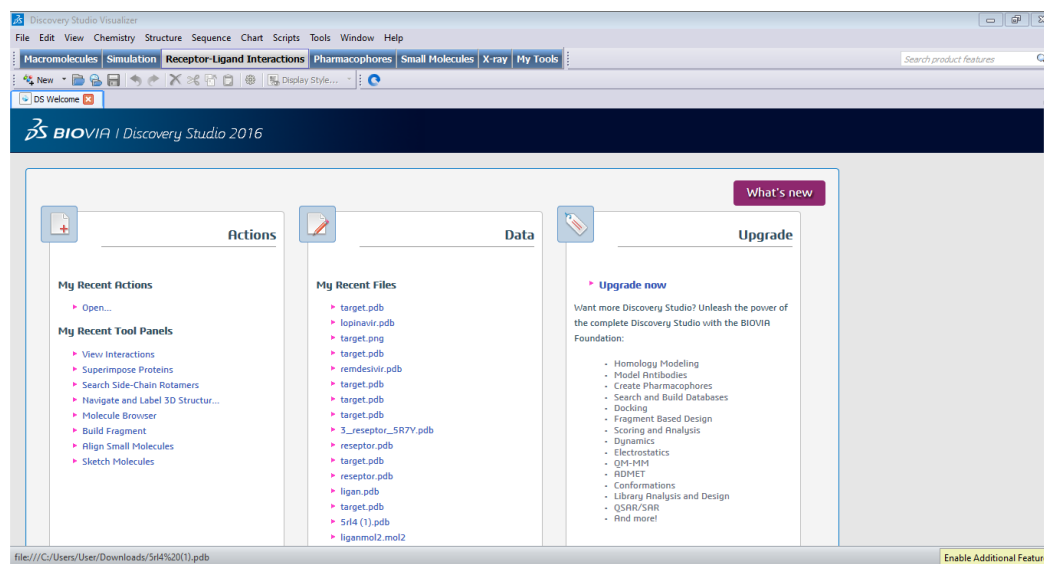 Discovery Studio Visualizer
File Edit View Chemistry Structure Sequence Chart Scripts Tools Window Help
Macromolecules Simulation Receptor-Ligand Interactions Pharmacophores Small Molecules X-ray My Tools
Search product features
New Display Style...
DS Welcome
BIOVIA | Discovery Studio 2016
What's new
Actions
My Recent Actions
Open...
My Recent Tool Panels
View Interactions
Superimpose Proteins
Search Side-Chain Rotamers
Navigate and Label 3D Structur...
Molecule Browser
Build Fragment
Align Small Molecules
Sketch Molecules
Data
My Recent Files
target.pdb
lopinavir.pdb
target.png
target.pdb
remdesivir.pdb
target.pdb
target.pdb
target.pdb
3_reseptor_5R7Y.pdb
reseptor.pdb
target.pdb
reseptor.pdb
ligan.pdb
target.pdb
5rl4 (1).pdb
liganmol2.mol2
Upgrade
Upgrade now
Want more Discovery Studio? Unleash the power of
the complete Discovery Studio with the BIOVIA
Foundation:
- Homology Modeling
- Model Antibodies
- Create Pharmacophores
- Search and Build Databases
- Docking
- Fragment Based Design
- Scoring and Analysis
- Dynamics
- Electrostatics
- QM-MM
- ADMET
- Conformations
- Library Analysis and Design
- QSAR/SAR
- And more!
file:///C:/Users/User/Downloads/5rl4%20(1).pdb
Enable Additional Feature